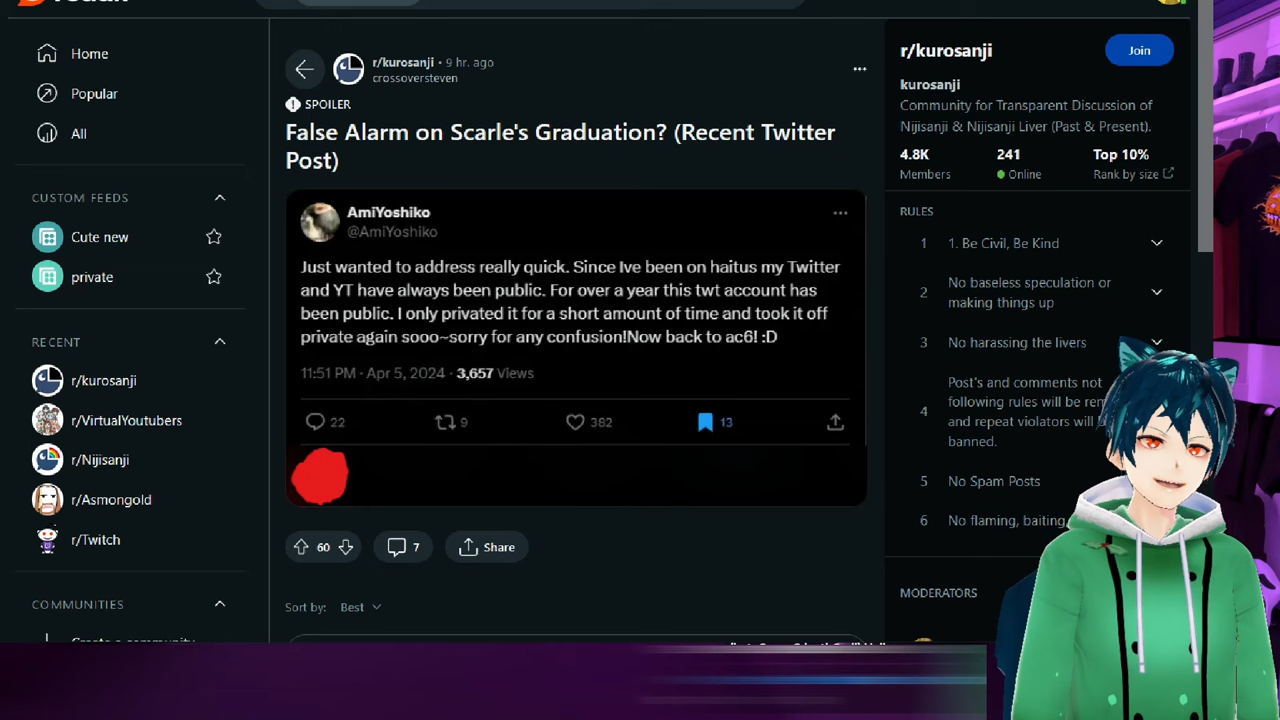 Home
Popular
All
CUSTOM FEEDS
Cute new
private
RECENT
r/kurosanji
r/VirtualYoutubers
r/Nijisanji
r/Asmongold
r/Twitch
COMMUNITIES
r/kurosanji • 9 hr. ago
crossoversteven
SPOILER
False Alarm on Scarle's Graduation? (Recent Twitter
Post)
AmiYoshiko
@AmiYoshiko
Just wanted to address really quick. Since Ive been on haitus my Twitter
and YT have always been public. For over a year this twt account has
been public. I only privated it for a short amount of time and took it off
private again sooo~sorry for any confusion!Now back to ac6! :D
11:51 PM · Apr 5, 2024 · 3,657 Views
22
9
382
13
60
7
Share
Sort by: Best
r/kurosanji
Join
kurosanji
Community for Transparent Discussion of
Nijisanji & Nijisanji Liver (Past & Present).
4.8K 241 Top 10%
Members Online Rank by size
RULES
1 1. Be Civil, Be Kind
2 No baseless speculation or
making things up
3 No harassing the livers
4 Post's and comments not
following rules will be
and repeat violators will
banned.
5 No Spam Posts
6 No flaming, baiting,
MODERATORS